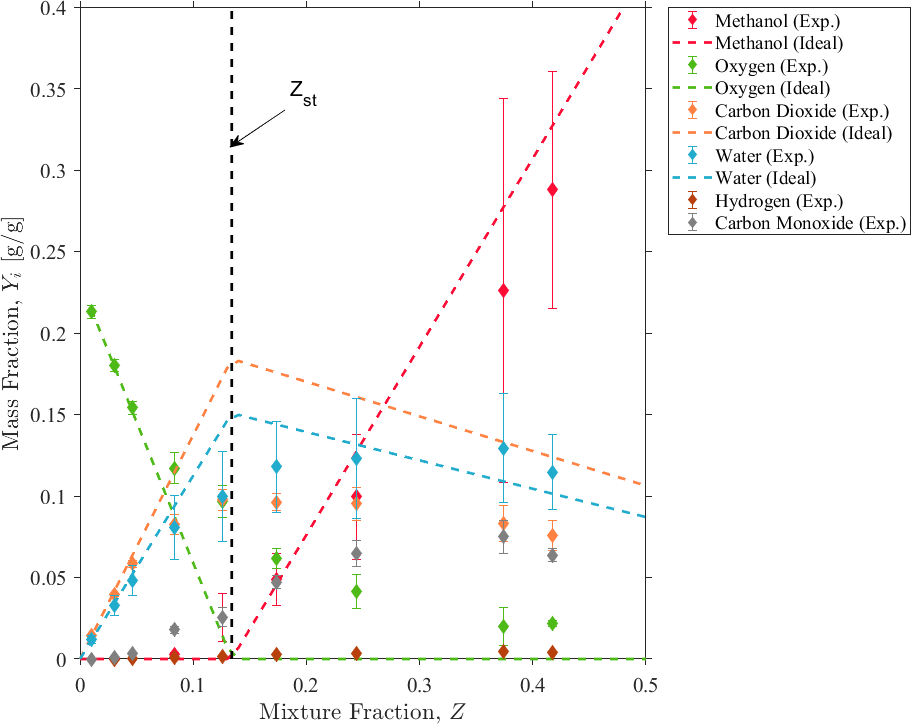 0.4
0.35
0.3
0.25
0.2
0.15
0.1
0.05
0
Mass Fraction, Yᵢ [g/g]
Z_st
0 0.1 0.2 0.3 0.4 0.5
Mixture Fraction, Z
Methanol (Exp.)
Methanol (Ideal)
Oxygen (Exp.)
Oxygen (Ideal)
Carbon Dioxide (Exp.)
Carbon Dioxide (Ideal)
Water (Exp.)
Water (Ideal)
Hydrogen (Exp.)
Carbon Monoxide (Exp.)